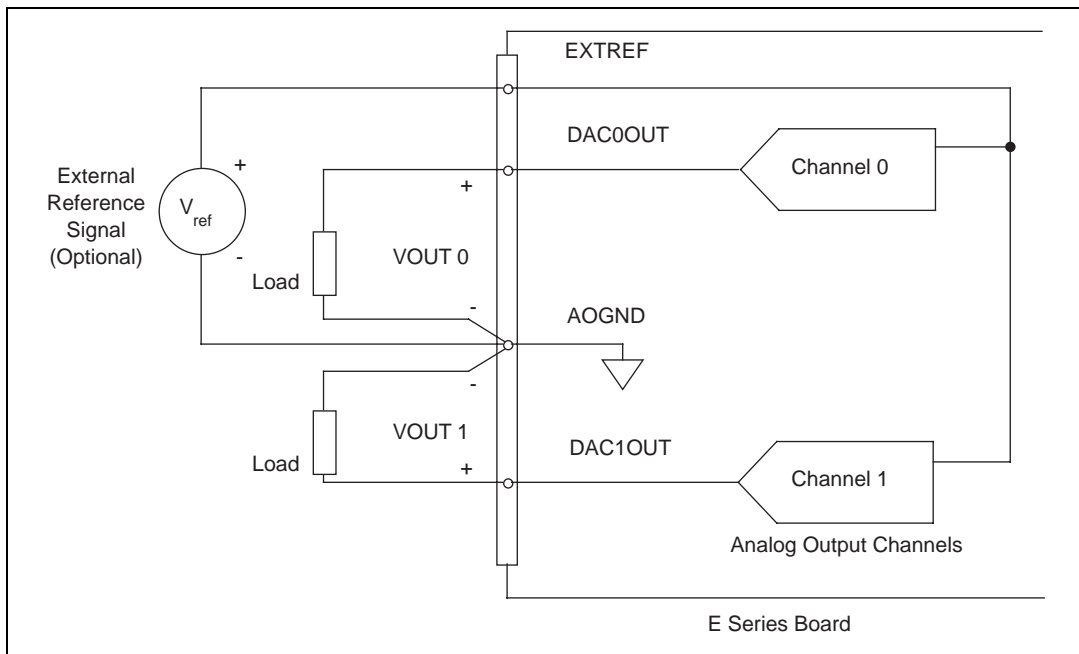 EXTREF
DAC0OUT
Channel 0
+
External
Reference
Signal
(Optional)
Vref
+
-
VOUT 0
Load
-
AOGND
-
VOUT 1
DAC1OUT
Load
+
Channel 1
Analog Output Channels
E Series Board